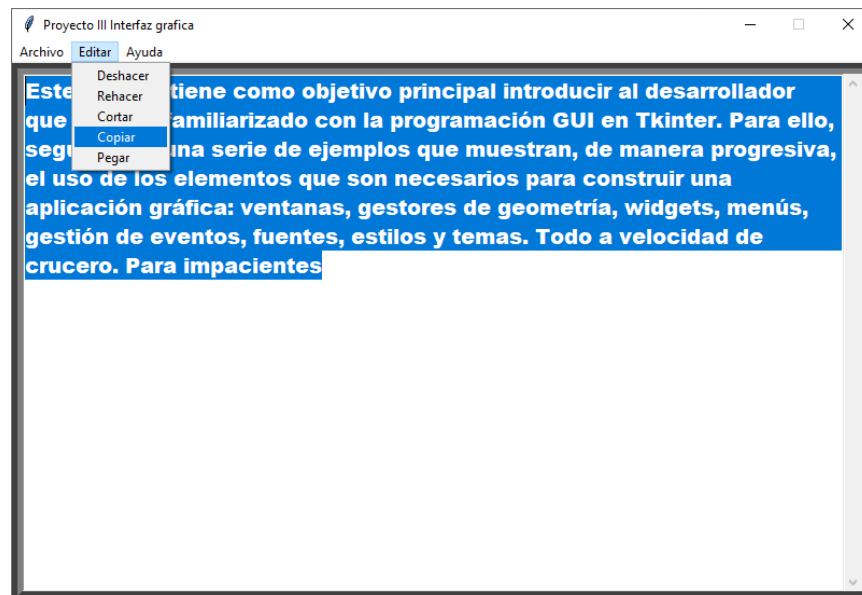 Proyecto III Interfaz grafica
Archivo Editar Ayuda
Deshacer
Rehacer
Cortar
Copiar
Pegar
Este tiene como objetivo principal introducir al desarrollador
que amiliarizado con la programación GUI en Tkinter. Para ello,
segu una serie de ejemplos que muestran, de manera progresiva,
el uso de los elementos que son necesarios para construir una
aplicación gráfica: ventanas, gestores de geometría, widgets, menús,
gestión de eventos, fuentes, estilos y temas. Todo a velocidad de
crucero. Para impacientes